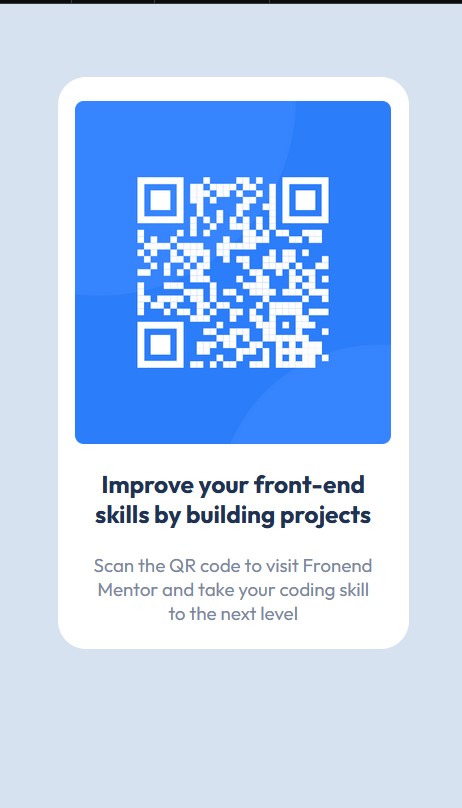 Improve your front-end
skills by building projects
Scan the QR code to visit Fronend
Mentor and take your coding skill
to the next level